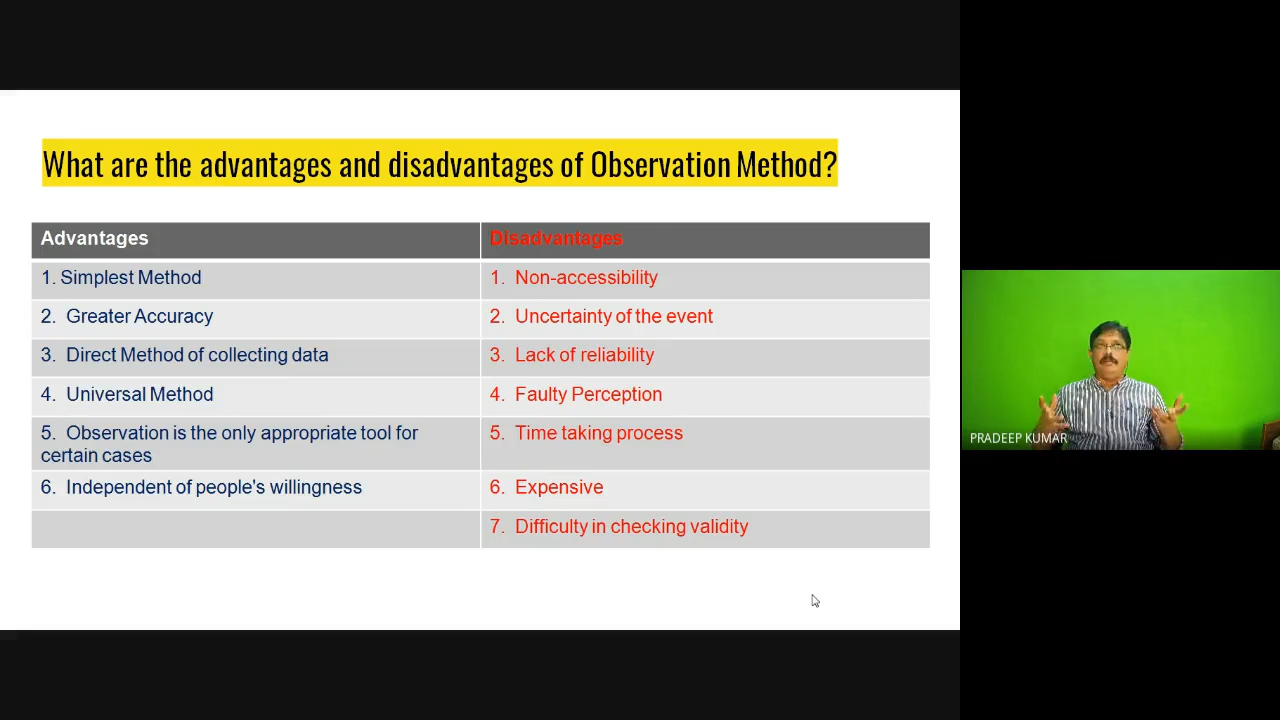 What are the advantages and disadvantages of Observation Method?
Advantages
Disadvantages
1. Simplest Method
1. Non-accessibility
2. Greater Accuracy
2. Uncertainty of the event
3. Direct Method of collecting data
3. Lack of reliability
4. Universal Method
4. Faulty Perception
5. Observation is the only appropriate tool for
certain cases
5. Time taking process
6. Independent of people's willingness
6. Expensive
7. Difficulty in checking validity
PRADEEP KUMAR